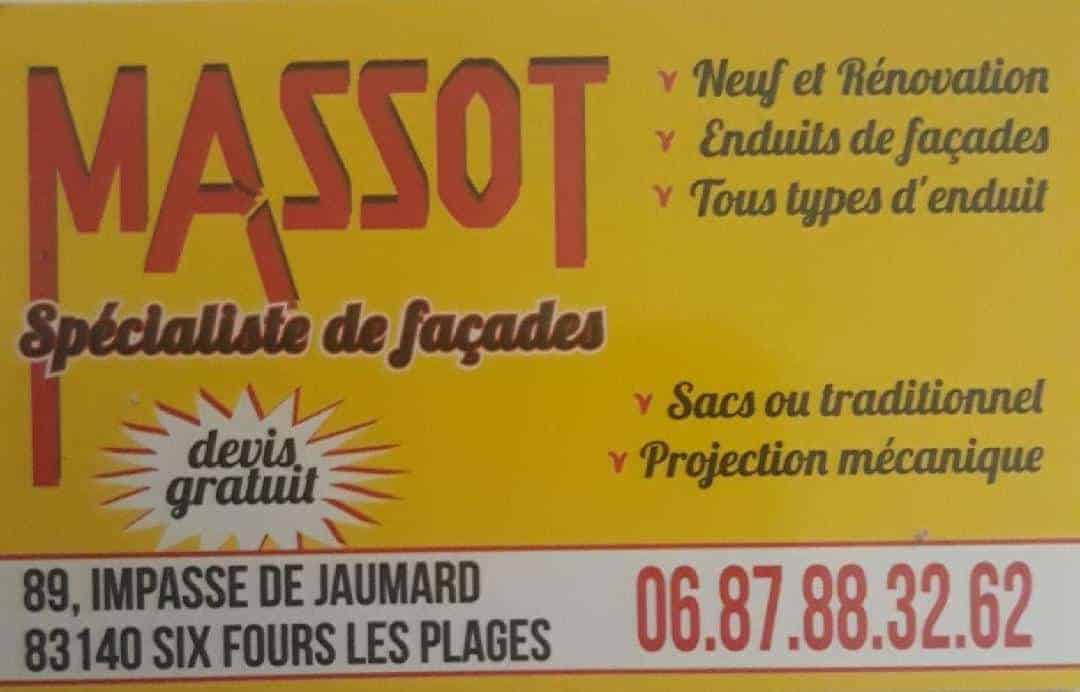 MASSOT
Spécialiste de façades
devis
gratuit
Neuf et Rénovation
Enduits de façades
Tous types d'enduit
Sacs ou traditionnel
Projection mécanique
89, IMPASSE DE JAUMARD
83140 SIX FOURS LES PLAGES
06.87.88.32.62